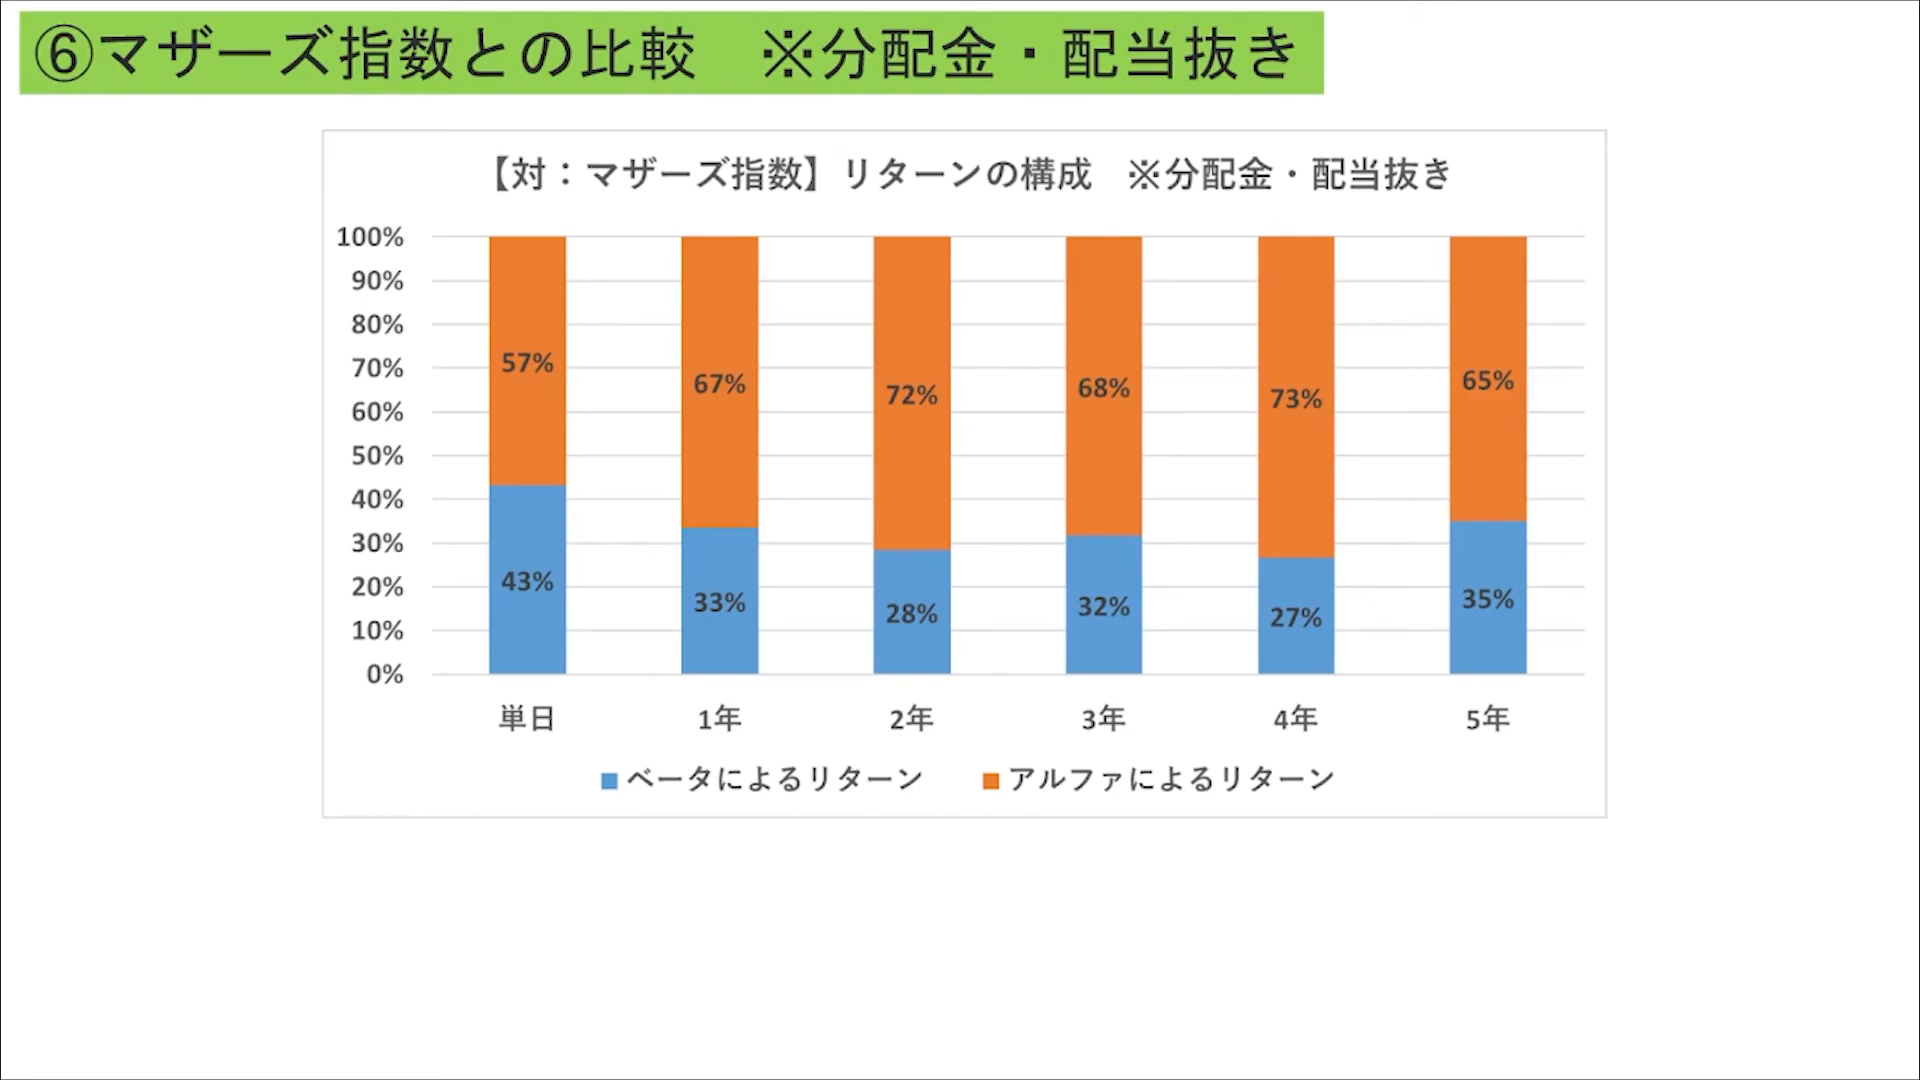 ⑥マザーズ指数との比較　※分配金・配当抜き
【対：マザーズ指数】リターンの構成　※分配金・配当抜き
100%
90%
80%
70%
60%
50%
40%
30%
20%
10%
0%
57% 67% 72% 68% 73% 65%
43% 33% 28% 32% 27% 35%
単日 1年 2年 3年 4年 5年
ベータによるリターン アルファによるリターン